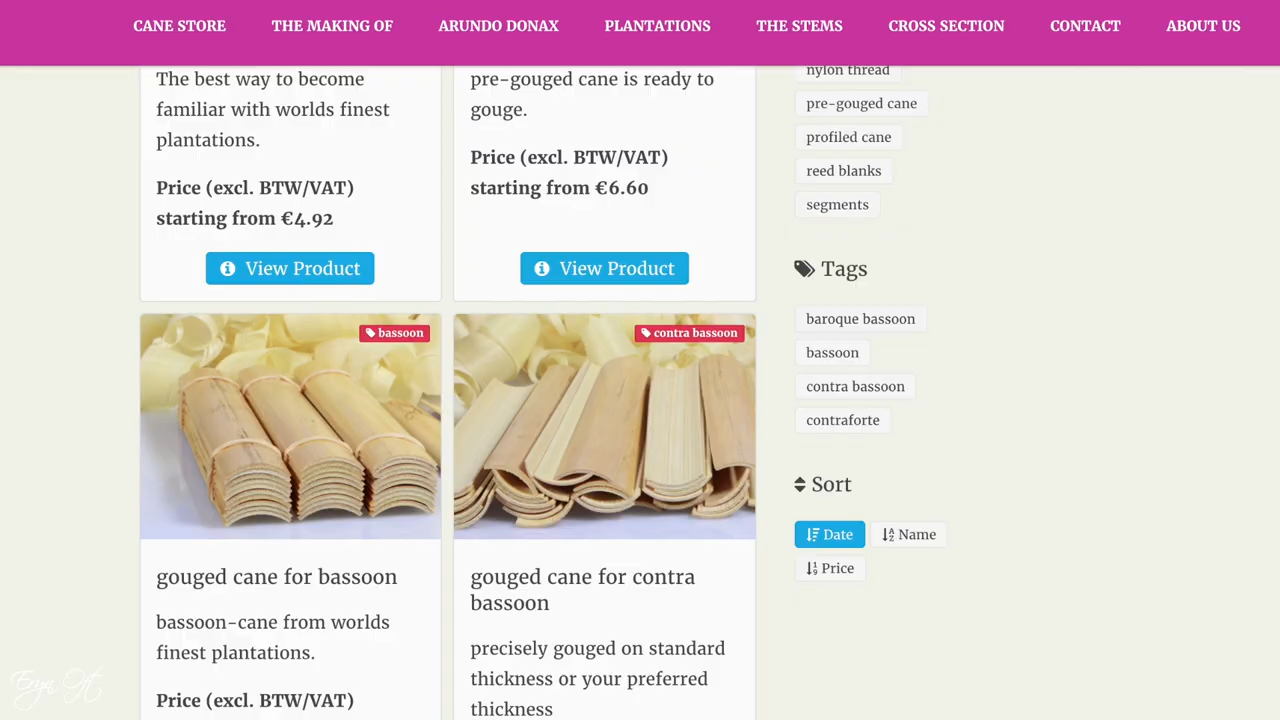 CANE STORE THE MAKING OF ARUNDO DONAX PLANTATIONS THE STEMS CROSS SECTION CONTACT ABOUT US
The best way to become
familiar with worlds finest
plantations.
Price (excl. BTW/VAT)
starting from €4.92
View Product
pre-gouged cane is ready to
gouge.
Price (excl. BTW/VAT)
starting from €6.60
View Product
bassoon
gouged cane for bassoon
bassoon-cane from worlds
finest plantations.
Price (excl. BTW/VAT)
contra bassoon
gouged cane for contra
bassoon
precisely gouged on standard
thickness or your preferred
thickness
nylon thread
pre-gouged cane
profiled cane
reed blanks
segments
Tags
baroque bassoon
bassoon
contra bassoon
contraforte
Sort
Date
Name
Price
Eryn Oft